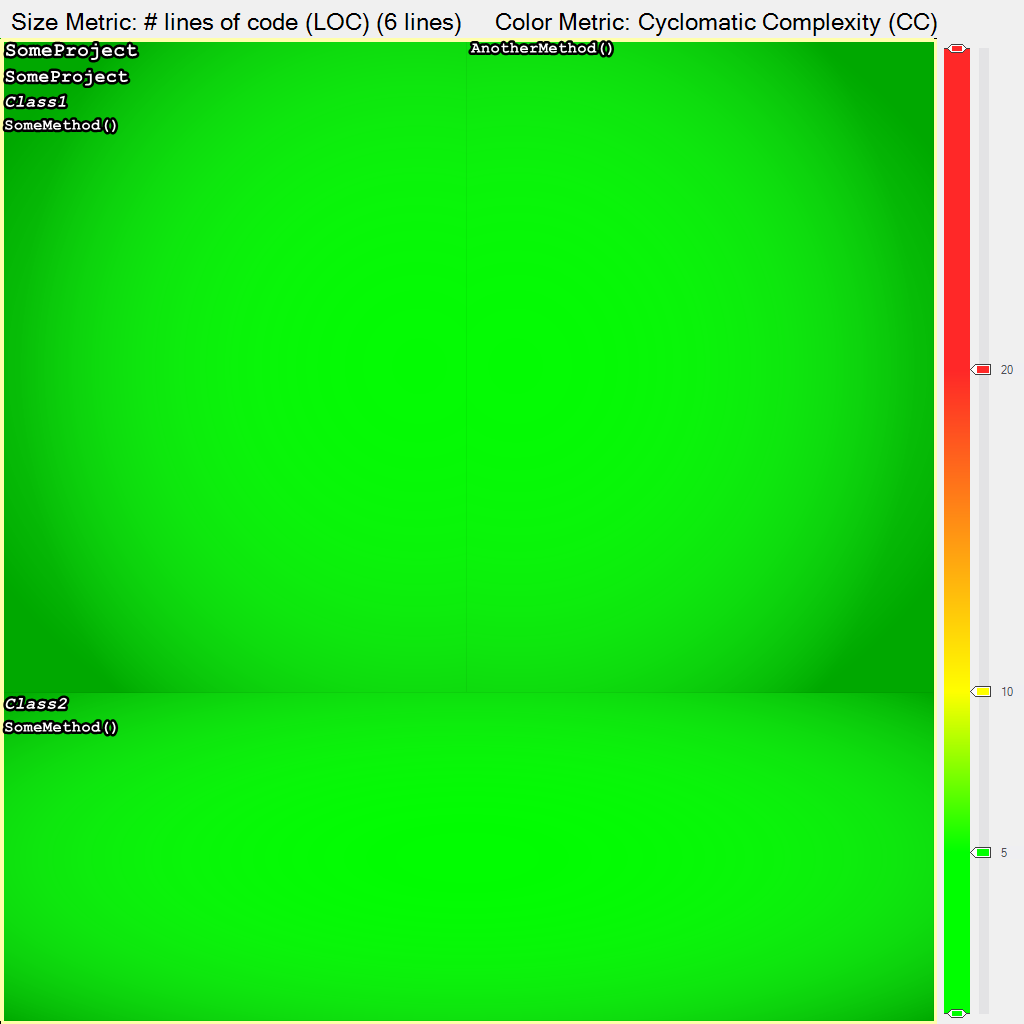 Size Metric: # lines of code (LOC) (6 lines) Color Metric: Cyclomatic Complexity (CC)
SomeProject
SomeProject
Class1
SomeMethod()
AnotherMethod()
Class2
SomeMethod()
20
10
5